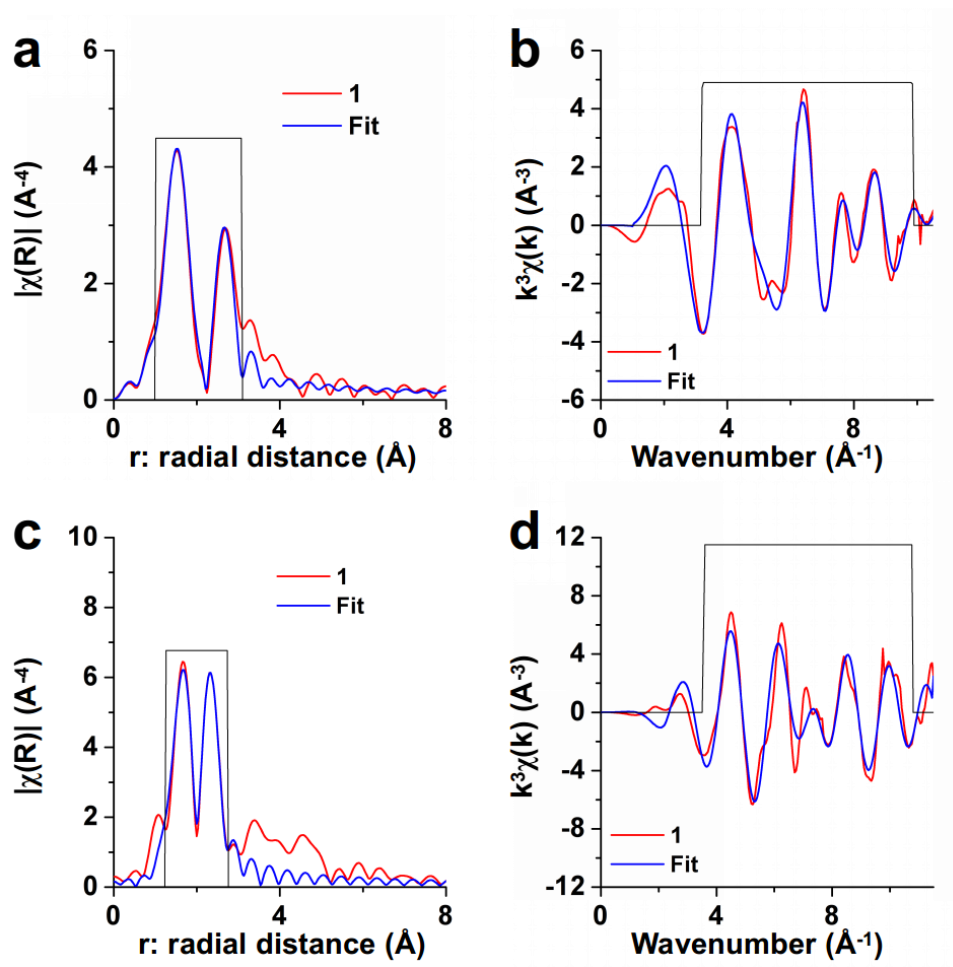 a
6
4
2
0
0
4
8
|χ(R)| (A-4)
r: radial distance (Å)
1
Fit
b
6
4
2
0
-2
-4
-6
0
4
8
k³χ(k) (A-3)
Wavenumber (Å-1)
1
Fit
c
10
8
6
4
2
0
0
4
8
|χ(R)| (A-4)
r: radial distance (Å)
1
Fit
d
12
8
4
0
-4
-8
-12
0
4
8
k³χ(k) (A-3)
Wavenumber (Å-1)
1
Fit